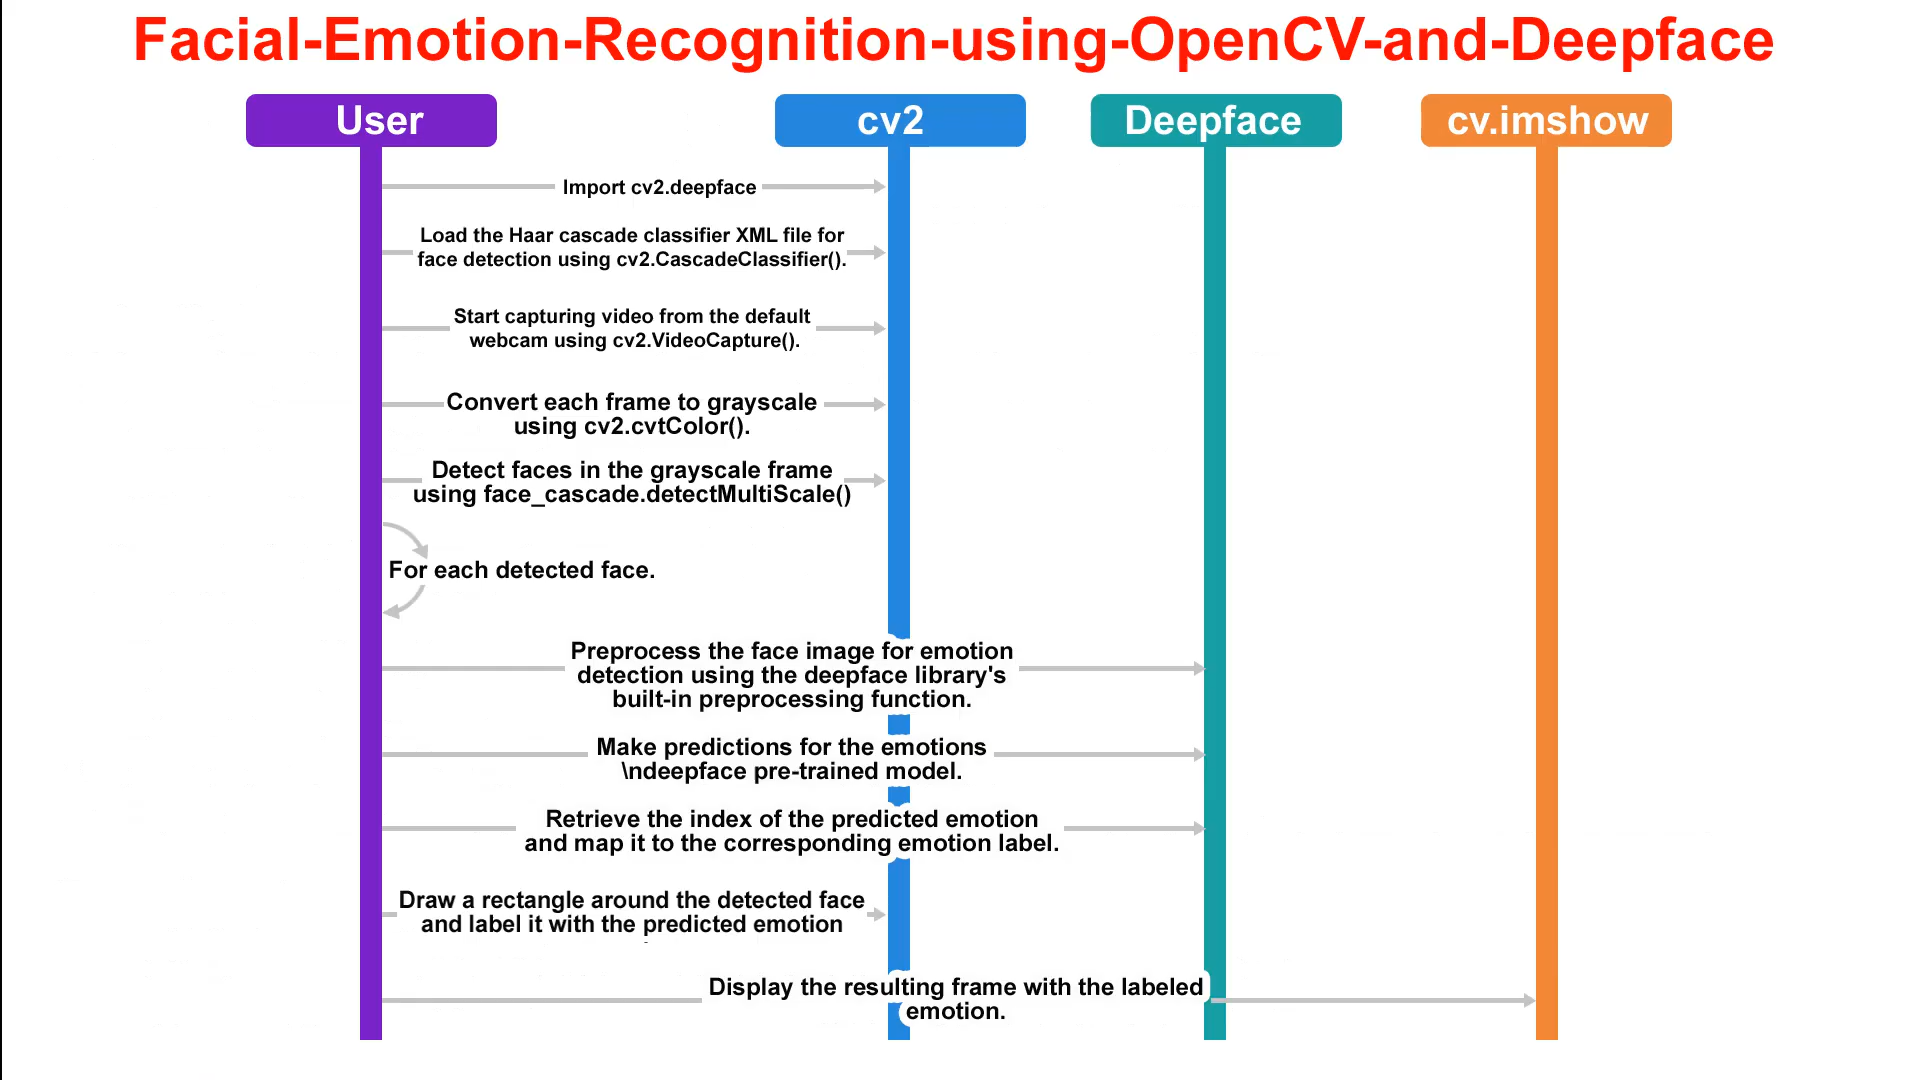 Facial-Emotion-Recognition-using-OpenCV-and-Deepface
User
cv2
Deepface
cv.imshow
Import cv2.deepface
Load the Haar cascade classifier XML file for
face detection using cv2.CascadeClassifier().
Start capturing video from the default
webcam using cv2.VideoCapture().
Convert each frame to grayscale
using cv2.cvtColor().
Detect faces in the grayscale frame
using face_cascade.detectMultiScale()
For each detected face.
Preprocess the face image for emotion
detection using the deepface library's
built-in preprocessing function.
Make predictions for the emotions
\ndeepface pre-trained model.
Retrieve the index of the predicted emotion
and map it to the corresponding emotion label.
Draw a rectangle around the detected face
and label it with the predicted emotion
Display the resulting frame with the labeled
emotion.